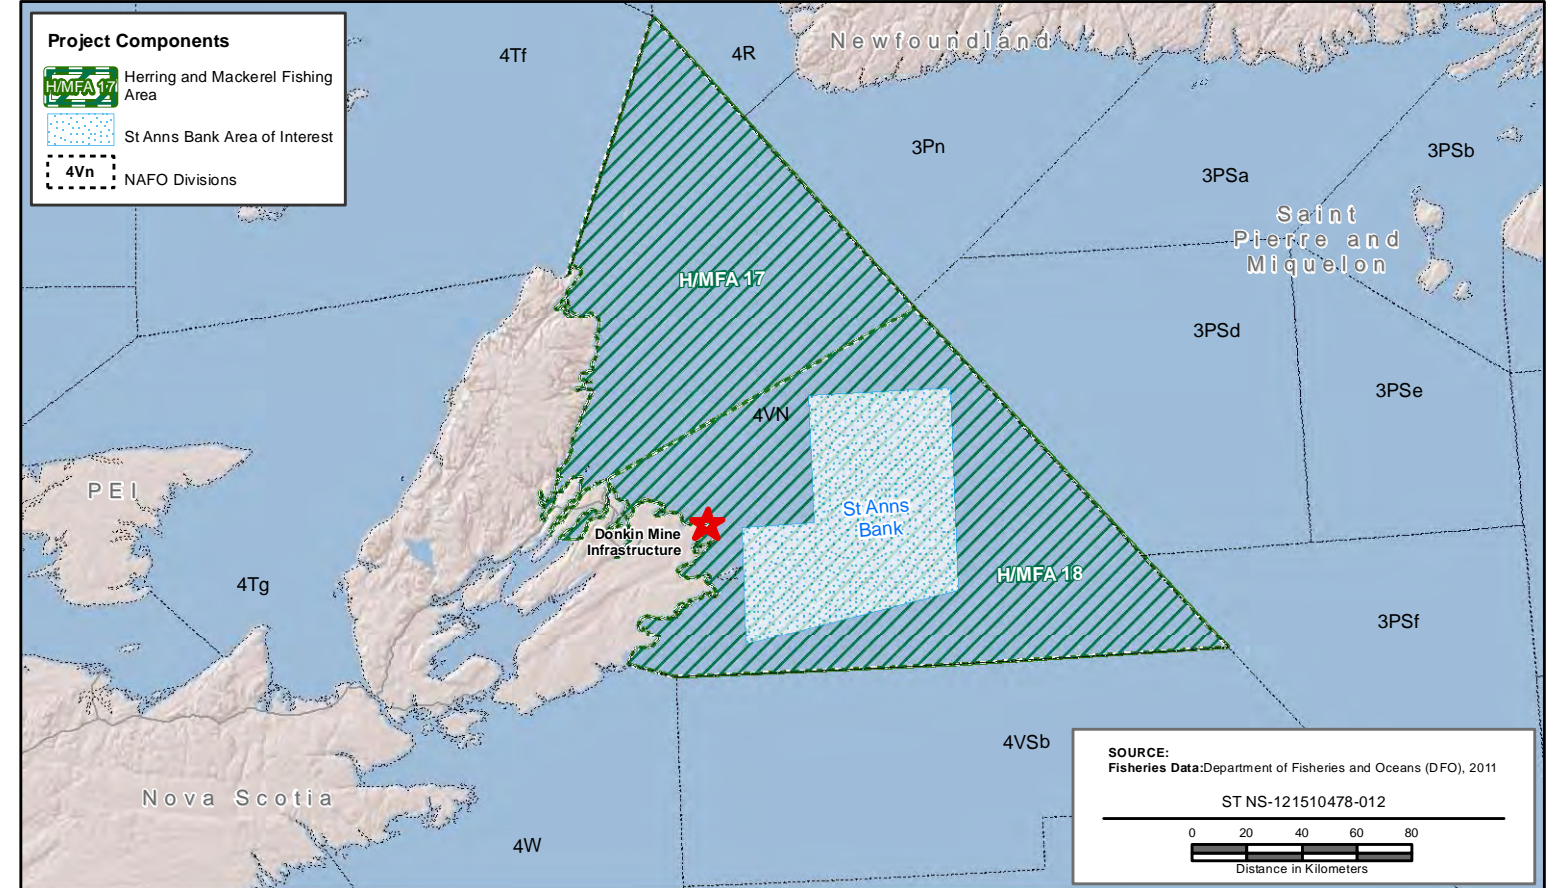 Project Components
H/MFA 17
Herring and Mackerel Fishing
Area
St Anns Bank Area of Interest
4Vn
NAFO Divisions
4Tf
4R
Newfoundland
3Pn
3PSa
3PSb
Saint
Pierre and
Miquelon
H/MFA 17
3PSd
3PSe
4VN
PEI
St Anns
Bank
Donkin Mine
Infrastructure
H/MFA 18
4Tg
3PSf
4VSb
Nova Scotia
4W
SOURCE:
Fisheries Data:Department of Fisheries and Oceans (DFO), 2011
ST NS-121510478-012
0 20 40 60 80
Distance in Kilometers